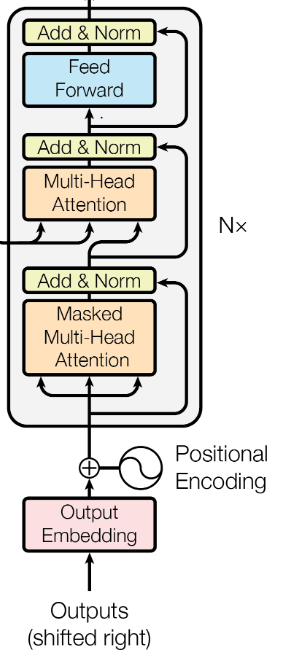 Add & Norm
Feed
Forward
Add & Norm
Multi-Head
Attention
N×
Add & Norm
Masked
Multi-Head
Attention
Positional
Encoding
Output
Embedding
Outputs
(shifted right)